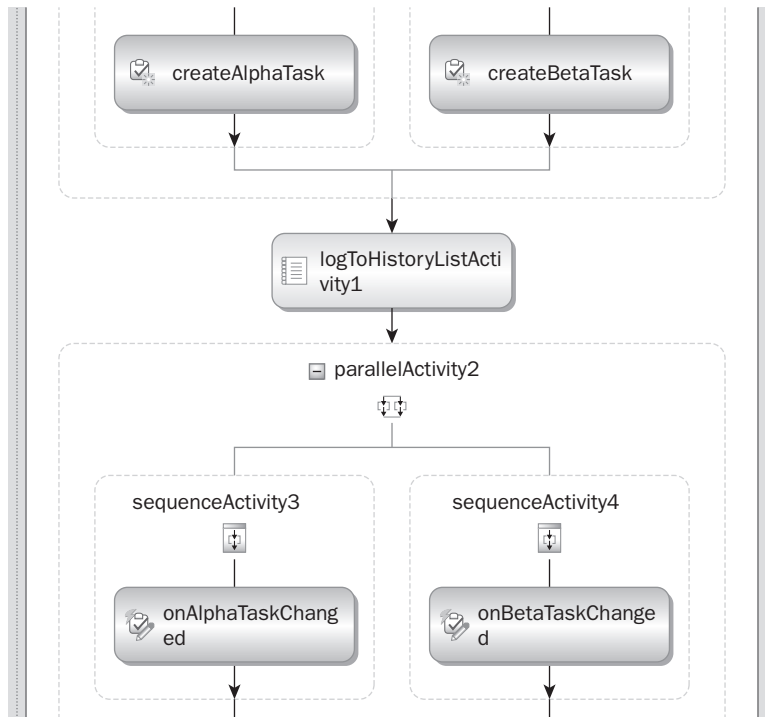 createAlphaTask
createBetaTask
logToHistoryListActi
vity1
parallelActivity2
sequenceActivity3
sequenceActivity4
onAlphaTaskChang
ed
onBetaTaskChange
d